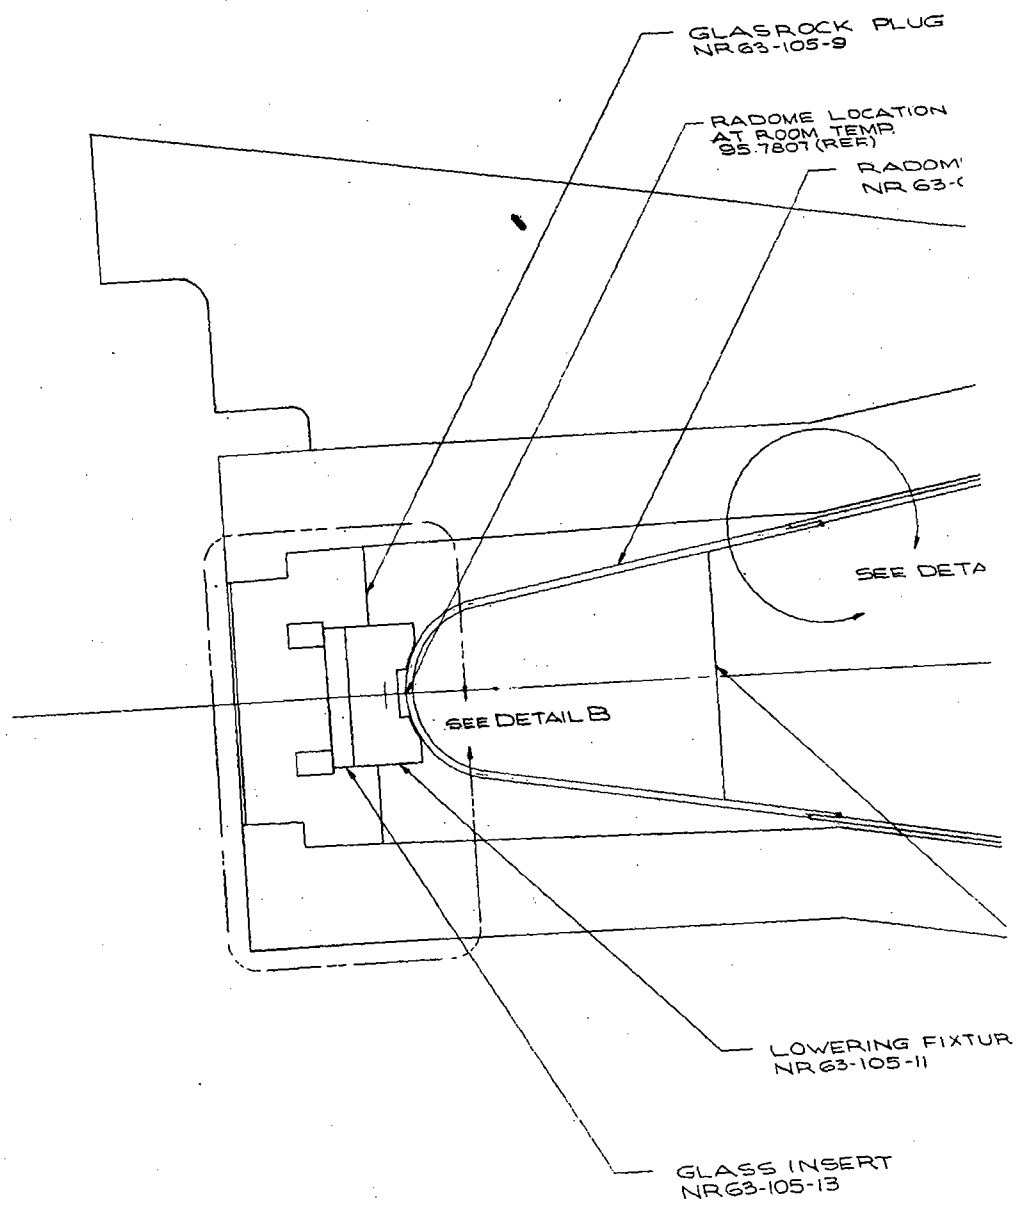 GLASROCK PLUG
NR63-105-9
RADOME LOCATION
AT ROOM TEMP.
95.7807 (REF)
RADOM
NR 63-
SEE DETA
SEE DETAIL B
LOWERING FIXTUR
NR63-105-11
GLASS INSERT
NR63-105-13